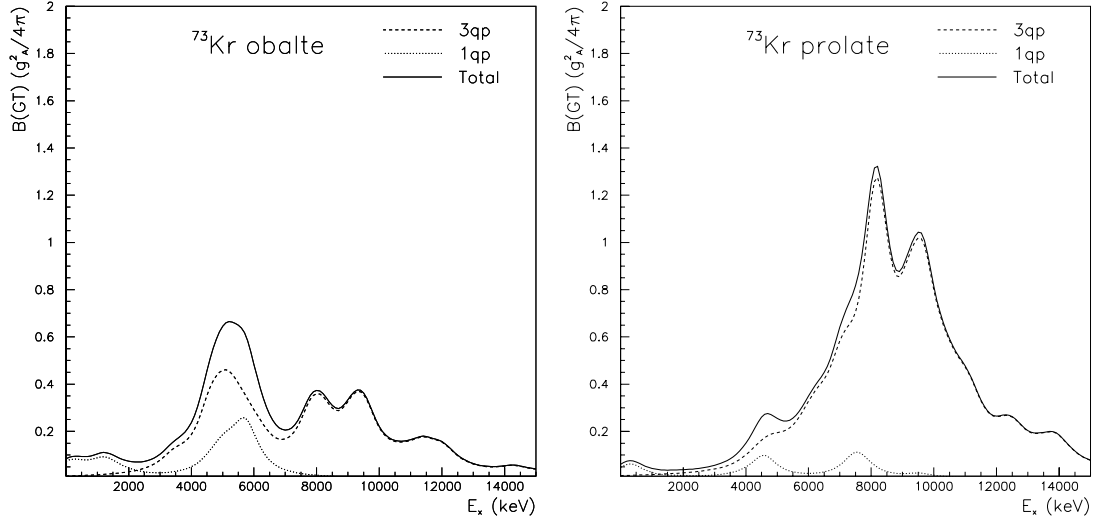 B(GT) (g²A/4π)
2
1.8
1.6
1.4
1.2
1
0.8
0.6
0.4
0.2
⁷³Kr obalte
3qp
1qp
Total
2000 4000 6000 8000 10000 12000 14000
Eₓ (keV)
B(GT) (g²A/4π)
2
1.8
1.6
1.4
1.2
1
0.8
0.6
0.4
0.2
⁷³Kr prolate
3qp
1qp
Total
2000 4000 6000 8000 10000 12000 14000
Eₓ (keV)